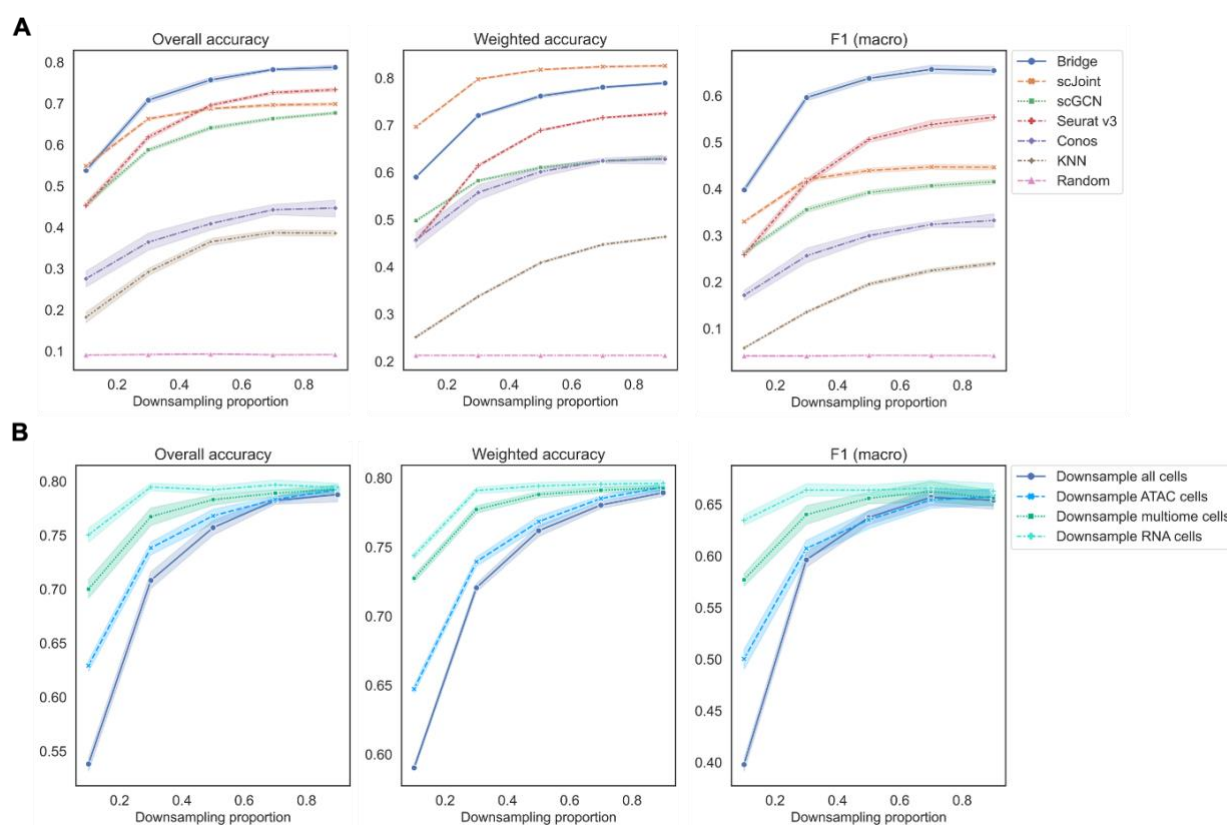 A
Overall accuracy
0.8
0.7
0.6
0.5
0.4
0.3
0.2
0.1
0.2 0.4 0.6 0.8
Downsampling proportion
Weighted accuracy
0.8
0.7
0.6
0.5
0.4
0.3
0.2
0.2 0.4 0.6 0.8
Downsampling proportion
F1 (macro)
0.6
0.5
0.4
0.3
0.2
0.1
0.2 0.4 0.6 0.8
Downsampling proportion
Bridge
scJoint
scGCN
Seurat v3
Conos
KNN
Random
B
Overall accuracy
0.80
0.75
0.70
0.65
0.60
0.55
0.2 0.4 0.6 0.8
Downsampling proportion
Weighted accuracy
0.80
0.75
0.70
0.65
0.60
0.2 0.4 0.6 0.8
Downsampling proportion
F1 (macro)
0.65
0.60
0.55
0.50
0.45
0.40
0.2 0.4 0.6 0.8
Downsampling proportion
Downsample all cells
Downsample ATAC cells
Downsample multiome cells
Downsample RNA cells